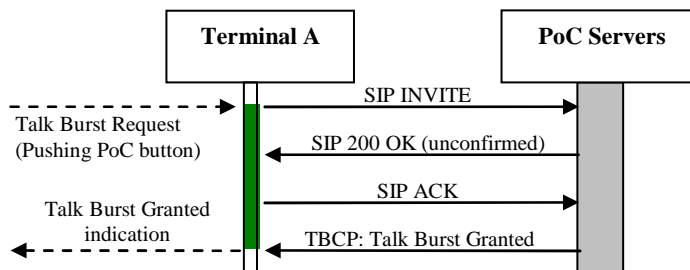 Terminal A
PoC Servers
SIP INVITE
Talk Burst Request
(Pushing PoC button)
SIP 200 OK (unconfirmed)
SIP ACK
Talk Burst Granted
indication
TBCP: Talk Burst Granted